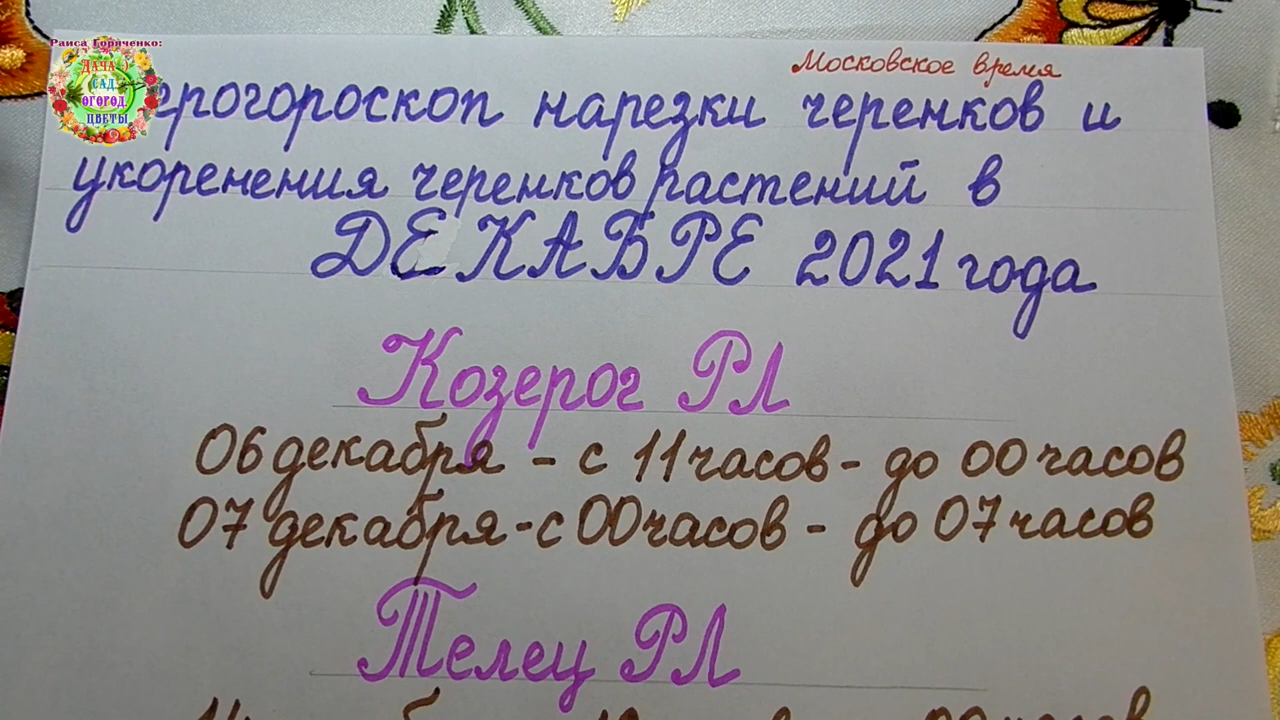 Раиса Горяченко:
ДАЧА
САД
ОГОРОД
ЦВЕТЫ
Московское время
нарезки черенков и
укоренения черенков растений в
ДЕКАБРЕ 2021 года
Козерог РЛ
06 декабря - с 11 часов - до 00 часов
07 декабря - с 00 часов - до 07 часов
Телец РЛ